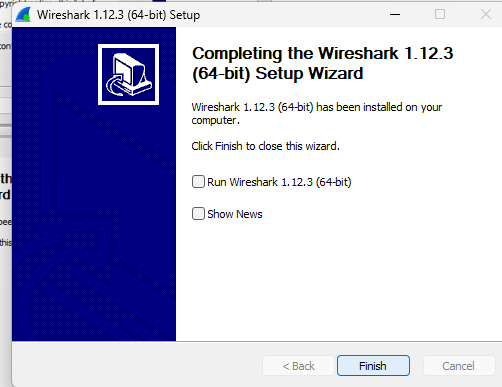 Wireshark 1.12.3 (64-bit) Setup
Completing the Wireshark 1.12.3
(64-bit) Setup Wizard
Wireshark 1.12.3 (64-bit) has been installed on your
computer.
Click Finish to close this wizard.
Run Wireshark 1.12.3 (64-bit)
Show News
< Back
Finish
Cancel